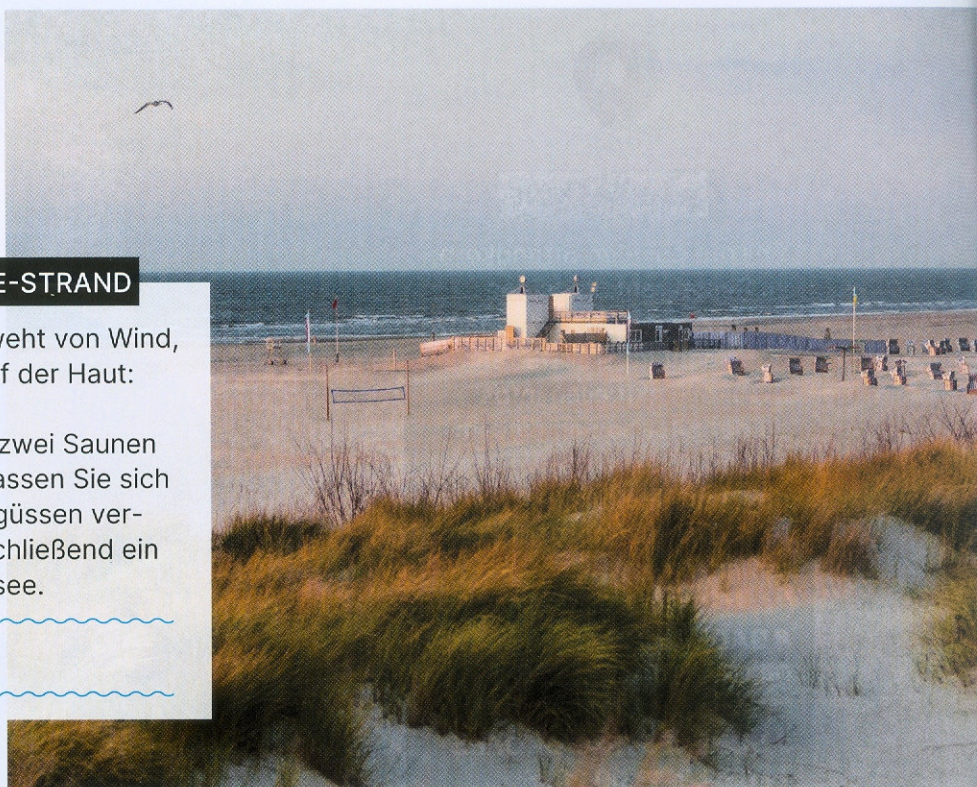 E-STRAND
weht von Wind,
f der Haut:
zwei Saunen
assen Sie sich
güssen ver-
chließend ein
see.